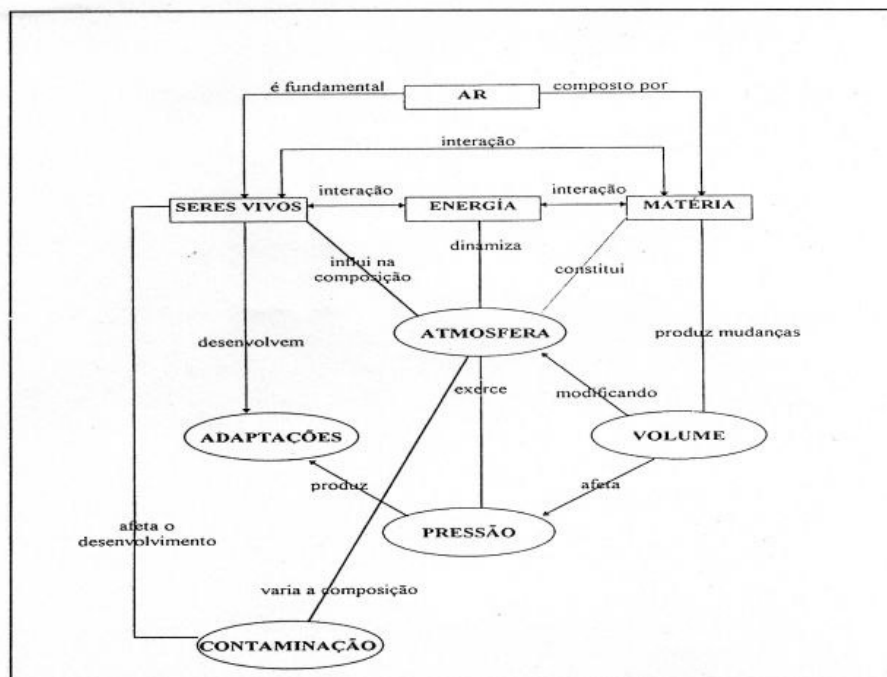 é fundamental
AR
composto por
interação
interação
interação
SERES VIVOS
ENERGÍA
MATÉRIA
influi na
composição
dinamiza
constitui
ATMOSFERA
desenvolvem
produz mudanças
exerce
modificando
ADAPTAÇÕES
VOLUME
produz
afeta
PRESSÃO
afeta o
desenvolvimento
varia a composição
CONTAMINAÇÃO